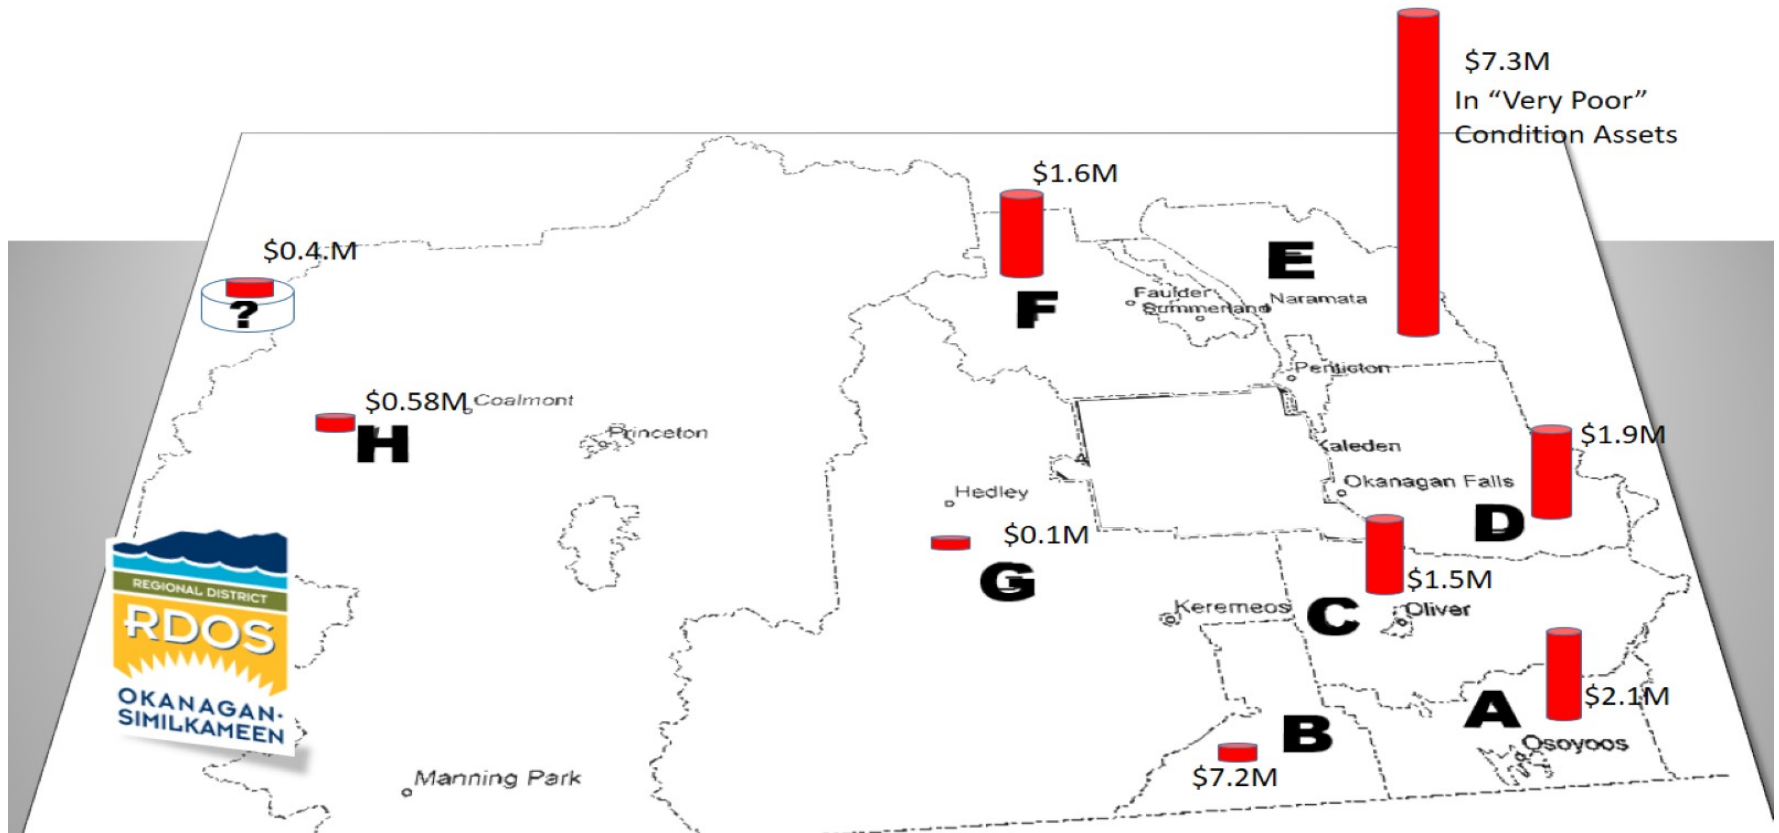 $7.3M
In “Very Poor”
Condition Assets
$1.6M
$0.4.M
?
E
F
Faulder
Summerland
Naramata
Penticton
$0.58M
Coalmont
H
Princeton
Kaleden
$1.9M
Okanagan Falls
Hedley
D
$0.1M
G
$1.5M
Keremeos
C
Oliver
REGIONAL DISTRICT
RDOS
OKANAGAN-
SIMILKAMEEN
$2.1M
A
B
Osoyoos
$7.2M
Manning Park